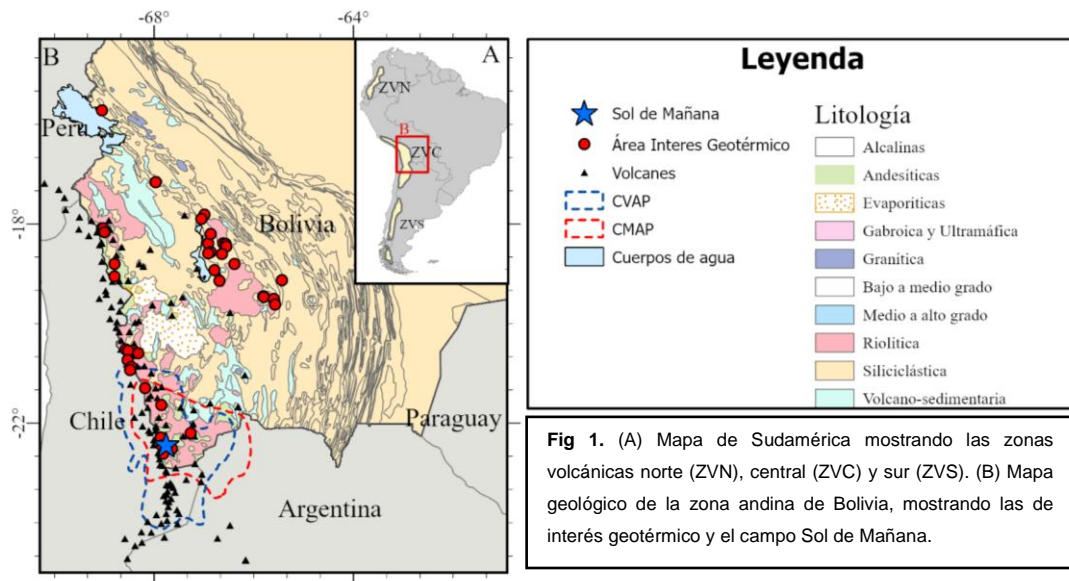 -68°
-64°
B
A
ZVN
B
ZVC
ZVS
Peru
-18°
Bolivia
Chile
-22°
Paraguay
Argentina
Leyenda
Sol de Mañana
Área Interes Geotérmico
Volcanes
CVAP
CMAP
Cuerpos de agua
Litología
Alcalinas
Andesíticas
Evaporíticas
Gabroica y Ultramáfica
Granítica
Bajo a medio grado
Medio a alto grado
Riolítica
Siliciclástica
Volcano-sedimentaria
Fig 1. (A) Mapa de Sudamérica mostrando las zonas
volcánicas norte (ZVN), central (ZVC) y sur (ZVS). (B) Mapa
geológico de la zona andina de Bolivia, mostrando las de
interés geotérmico y el campo Sol de Mañana.